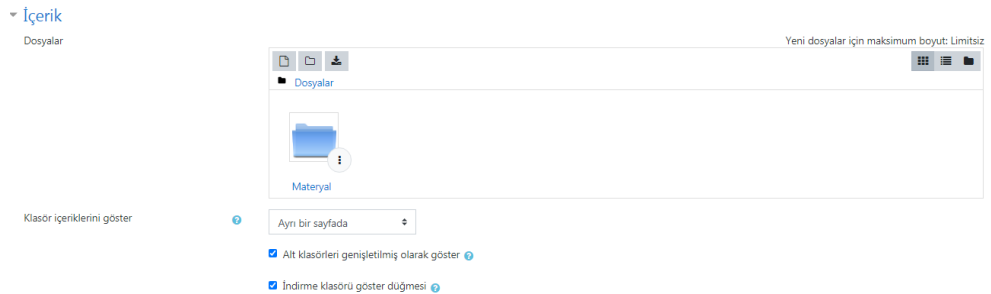 İçerik
Dosyalar
Yeni dosyalar için maksimum boyut: Limitsiz
Dosyalar
Materyal
Klasör içeriklerini göster
Ayrı bir sayfada
Alt klasörleri genişletilmiş olarak göster
İndirme klasörü göster düğmesi